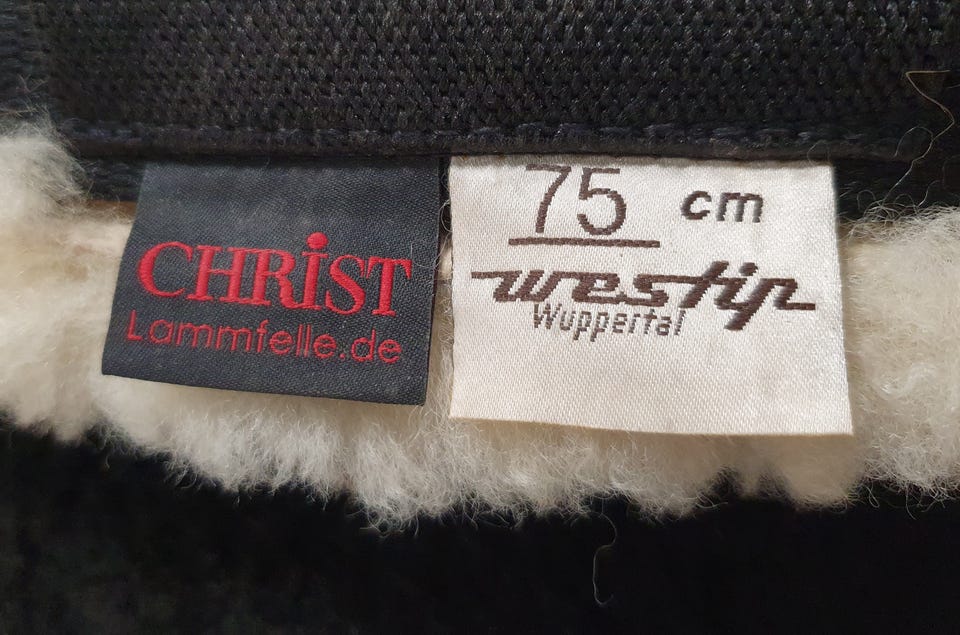 CHRiST
Lammfelle.de
75 cm
westip
Wuppertal